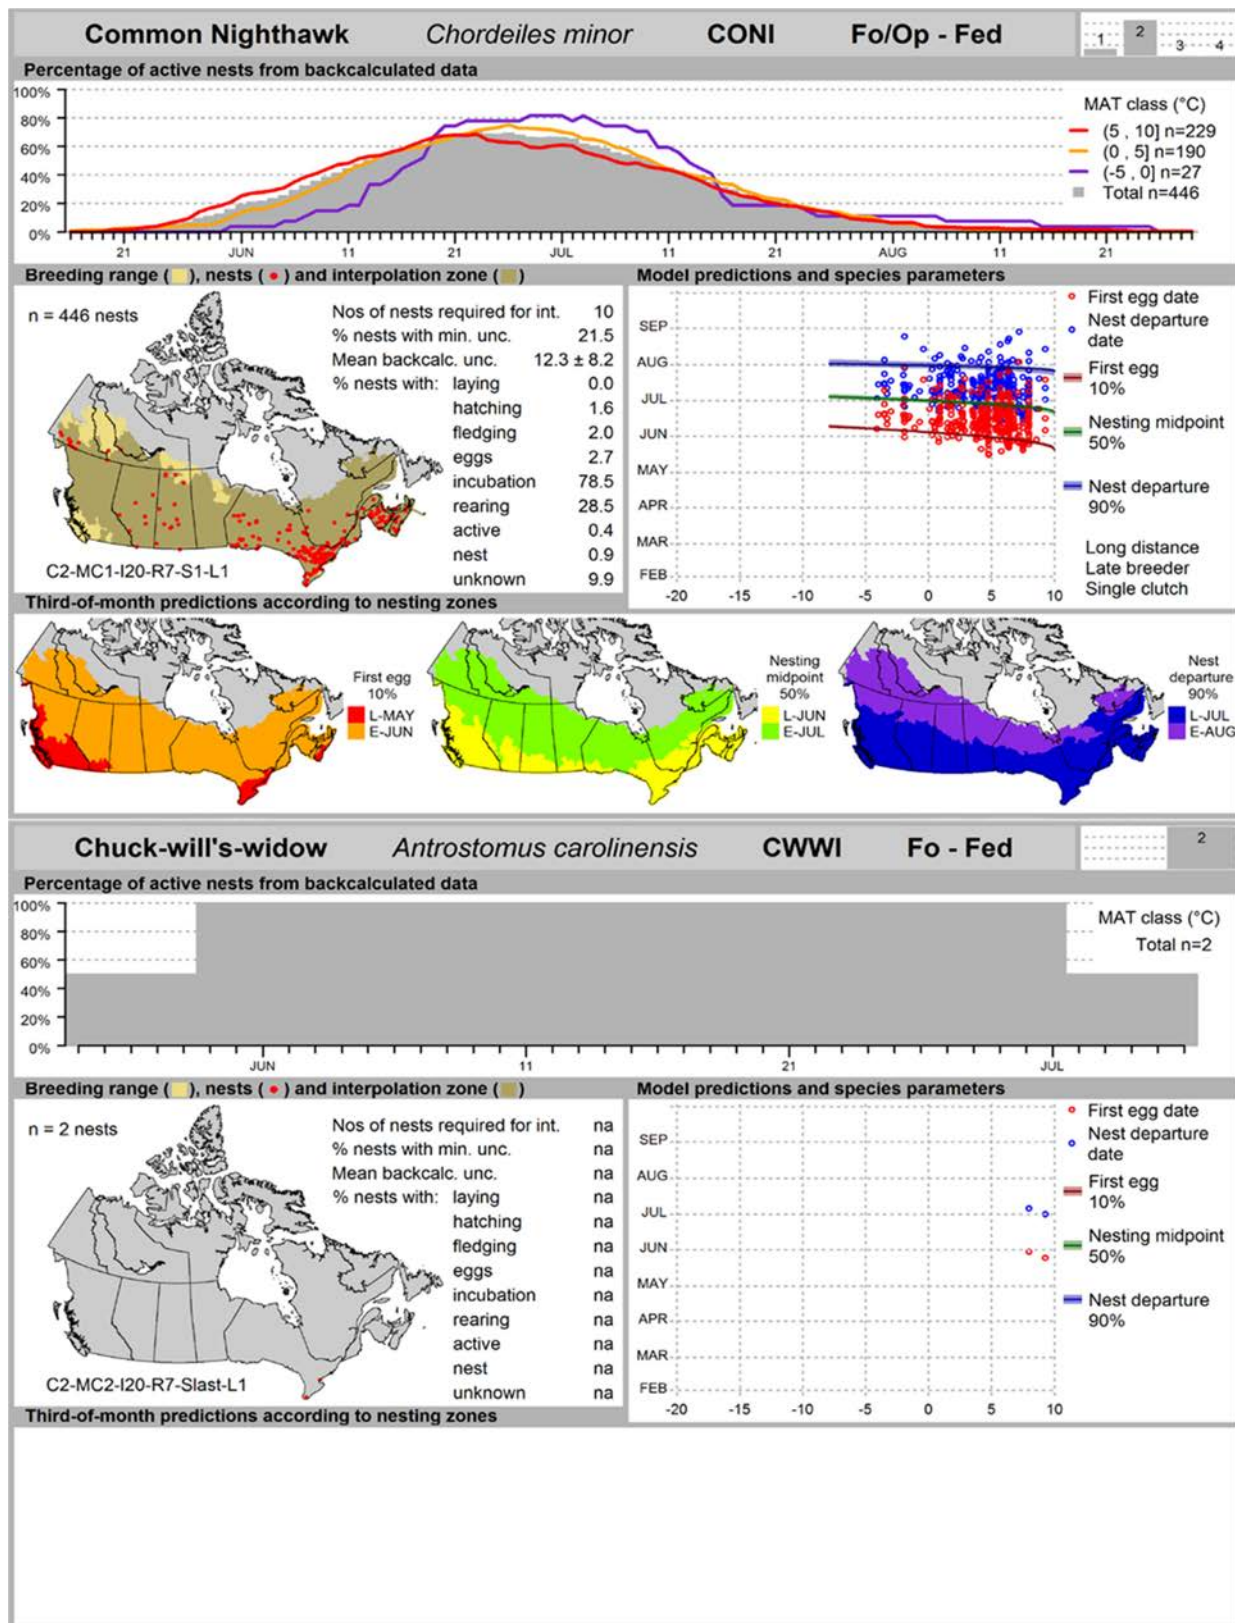 Common Nighthawk Chordeiles minor CONI Fo/Op - Fed
1 2 3 4
Percentage of active nests from backcalculated data
100%
80%
60%
40%
20%
0%
21 JUN 11 21 JUL 11 21 AUG 11 21
MAT class (°C)
(5 , 10] n=229
(0 , 5] n=190
(-5 , 0] n=27
Total n=446
Breeding range ( ), nests ( ) and interpolation zone ( )
n = 446 nests
Nos of nests required for int. 10
% nests with min. unc. 21.5
Mean backcalc. unc. 12.3 ± 8.2
% nests with: laying 0.0
hatching 1.6
fledging 2.0
eggs 2.7
incubation 78.5
rearing 28.5
active 0.4
nest 0.9
unknown 9.9
C2-MC1-I20-R7-S1-L1
Model predictions and species parameters
SEP
AUG
JUL
JUN
MAY
APR
MAR
FEB
-20 -15 -10 -5 0 5 10
First egg date
Nest departure
date
First egg
10%
Nesting midpoint
50%
Nest departure
90%
Long distance
Late breeder
Single clutch
Third-of-month predictions according to nesting zones
First egg
10%
L-MAY
E-JUN
Nesting
midpoint
50%
L-JUN
E-JUL
Nest
departure
90%
L-JUL
E-AUG
Chuck-will's-widow Antrostomus carolinensis CWWI Fo - Fed
2
Percentage of active nests from backcalculated data
100%
80%
60%
40%
20%
0%
JUN 11 21 JUL
MAT class (°C)
Total n=2
Breeding range ( ), nests ( ) and interpolation zone ( )
n = 2 nests
Nos of nests required for int. na
% nests with min. unc. na
Mean backcalc. unc. na
% nests with: laying na
hatching na
fledging na
eggs na
incubation na
rearing na
active na
nest na
unknown na
C2-MC2-I20-R7-Slast-L1
Model predictions and species parameters
SEP
AUG
JUL
JUN
MAY
APR
MAR
FEB
-20 -15 -10 -5 0 5 10
First egg date
Nest departure
date
First egg
10%
Nesting midpoint
50%
Nest departure
90%
Third-of-month predictions according to nesting zones